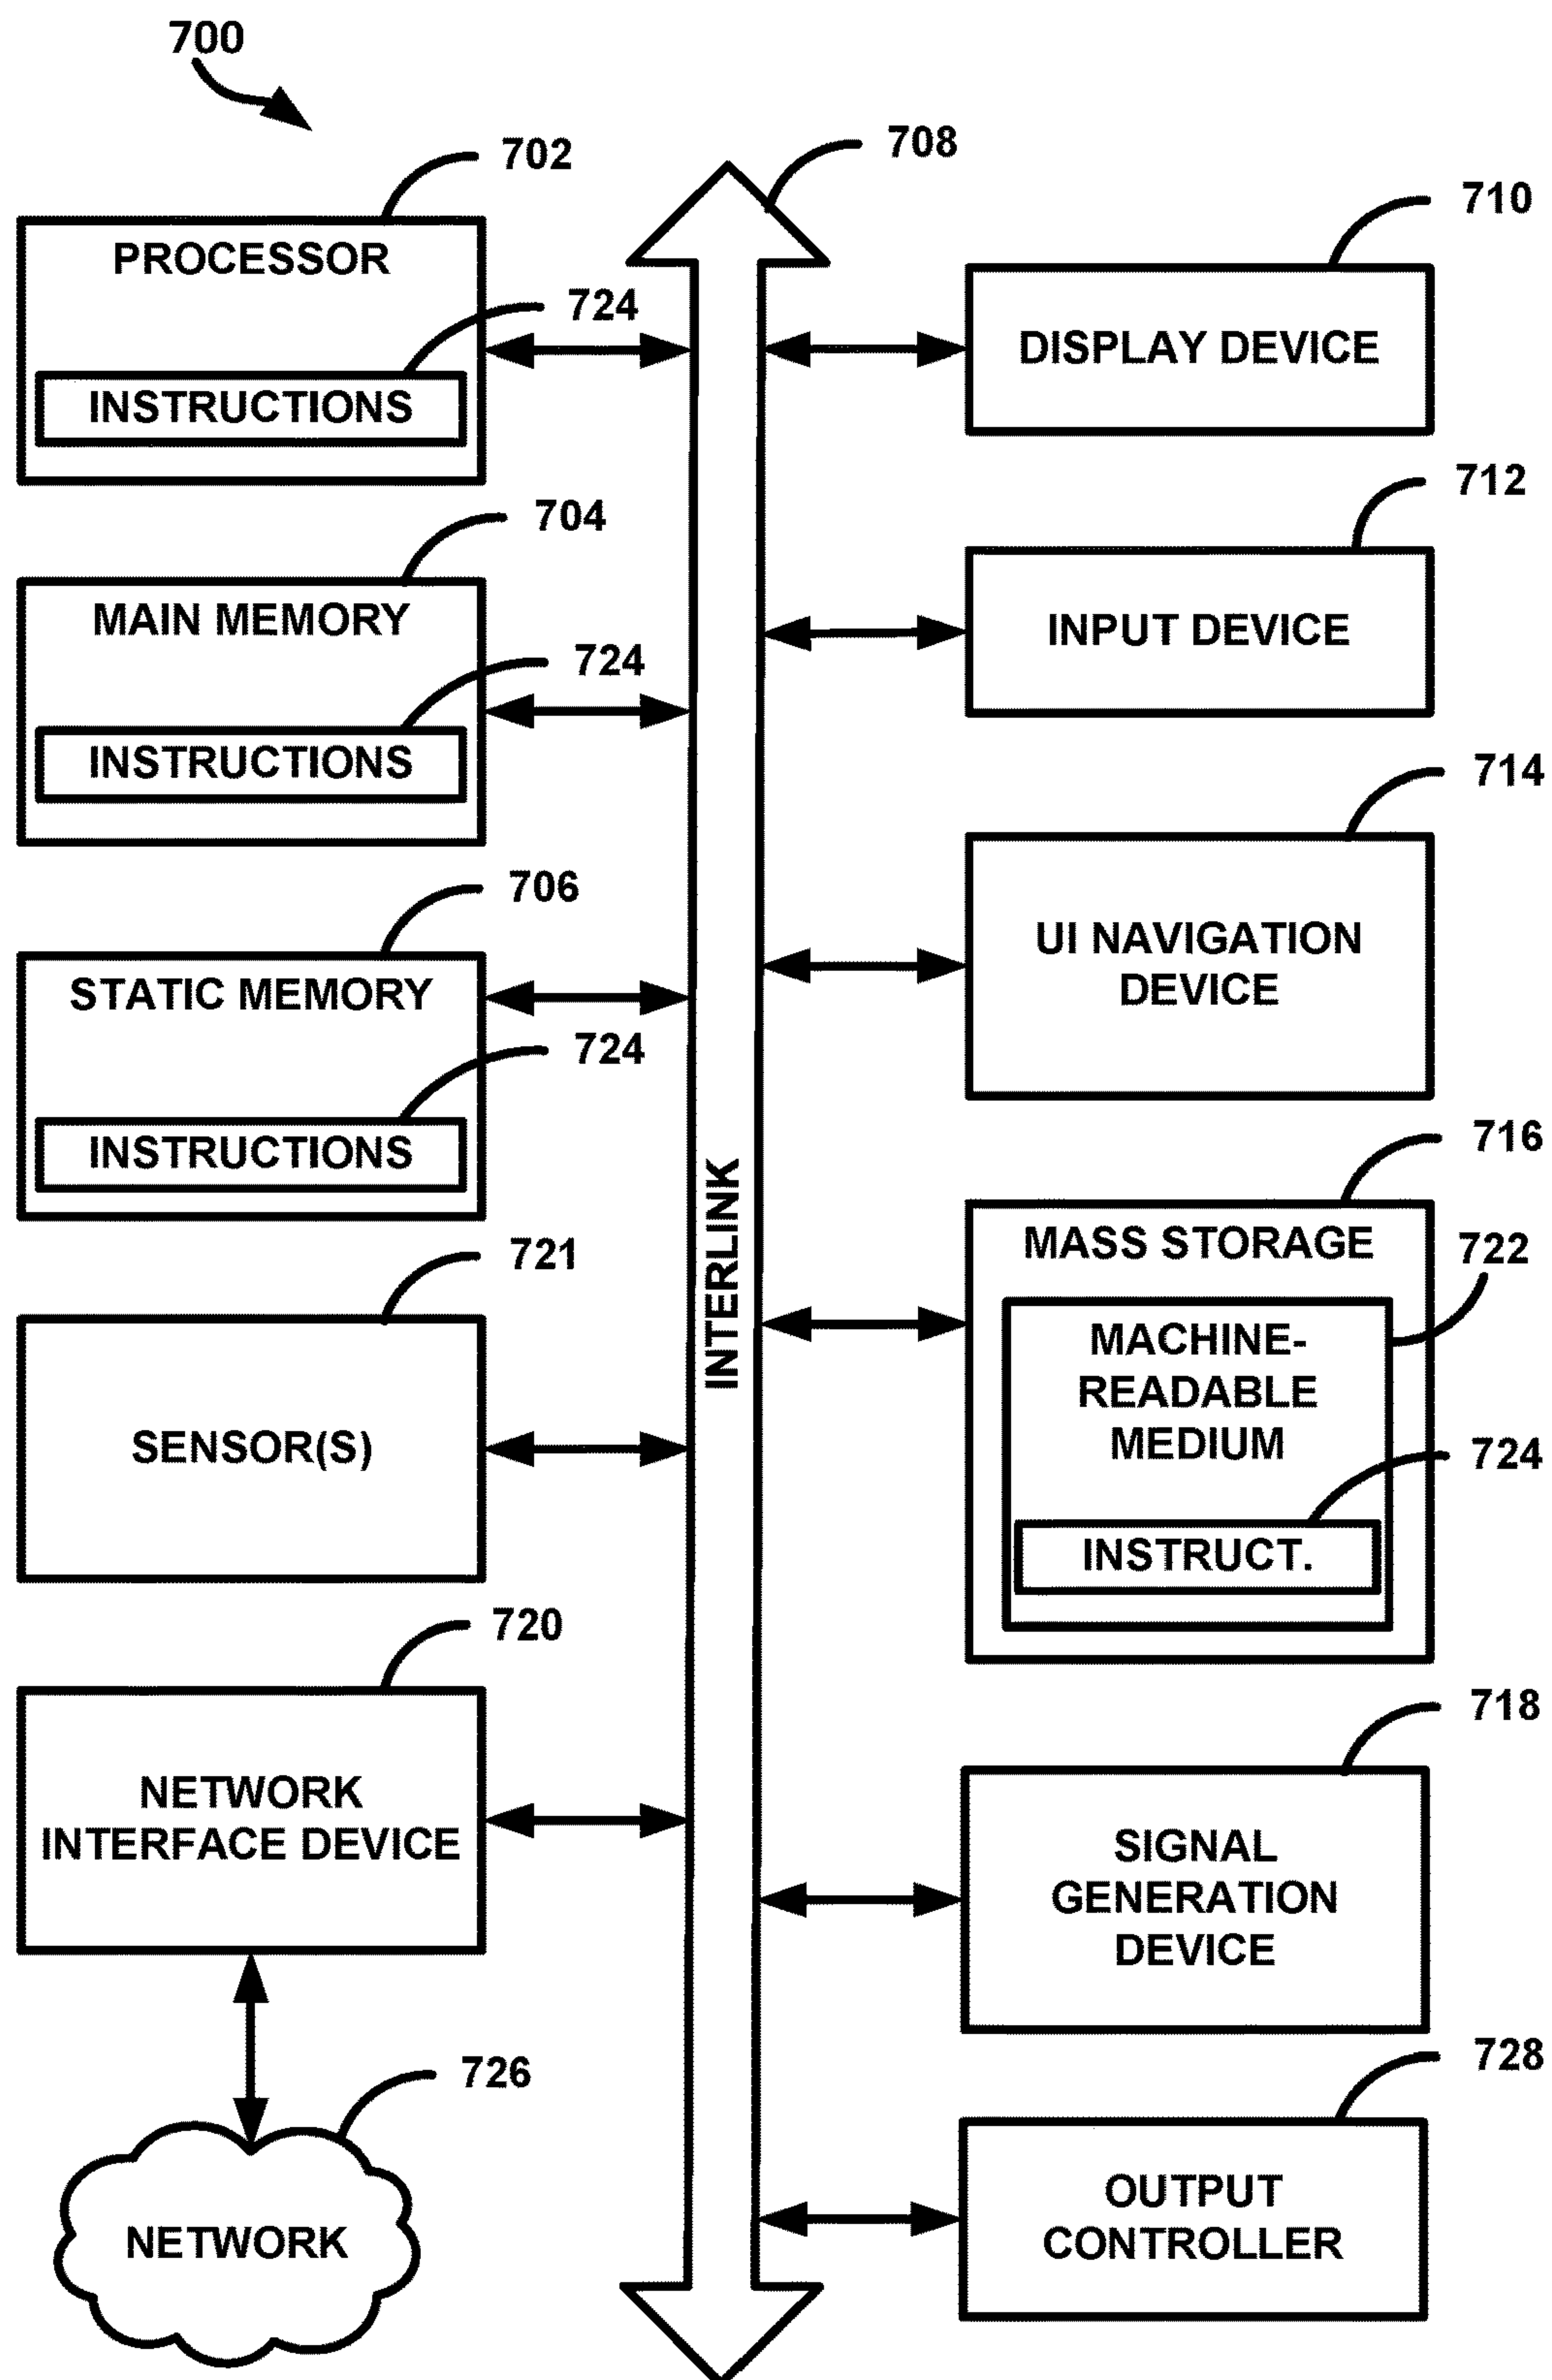 700
702
PROCESSOR
724
INSTRUCTIONS
704
MAIN MEMORY
724
INSTRUCTIONS
706
STATIC MEMORY
724
INSTRUCTIONS
721
SENSOR(S)
720
NETWORK
INTERFACE DEVICE
726
NETWORK
708
INTERLINK
710
DISPLAY DEVICE
712
INPUT DEVICE
714
UI NAVIGATION
DEVICE
716
MASS STORAGE
722
MACHINE-
READABLE
MEDIUM
724
INSTRUCT.
718
SIGNAL
GENERATION
DEVICE
728
OUTPUT
CONTROLLER